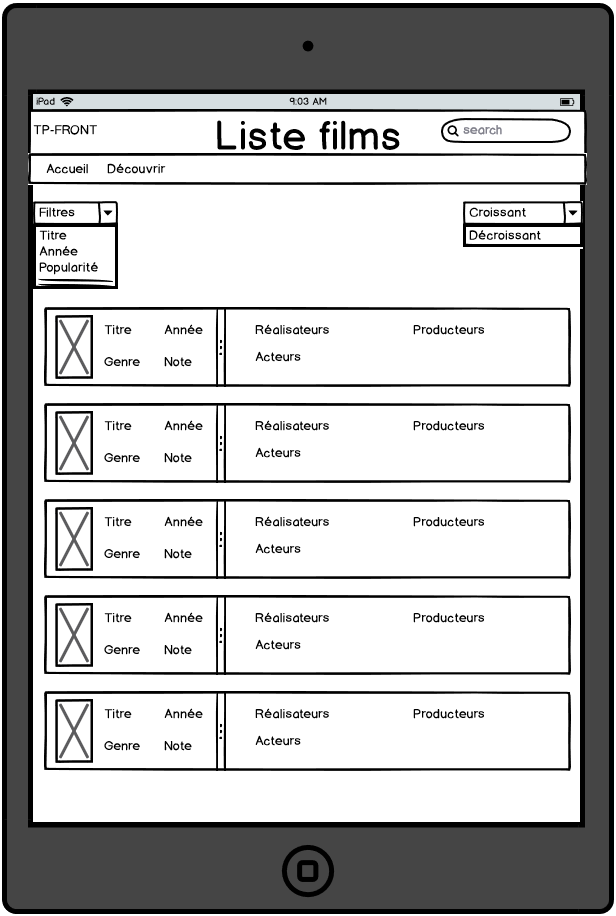 iPad 9:03 AM
TP-FRONT Liste films search
Accueil Découvrir
Filtres Croissant
Titre Décroissant
Année
Popularité
Titre Année Réalisateurs Producteurs
Acteurs
Genre Note
Titre Année Réalisateurs Producteurs
Acteurs
Genre Note
Titre Année Réalisateurs Producteurs
Acteurs
Genre Note
Titre Année Réalisateurs Producteurs
Acteurs
Genre Note
Titre Année Réalisateurs Producteurs
Acteurs
Genre Note